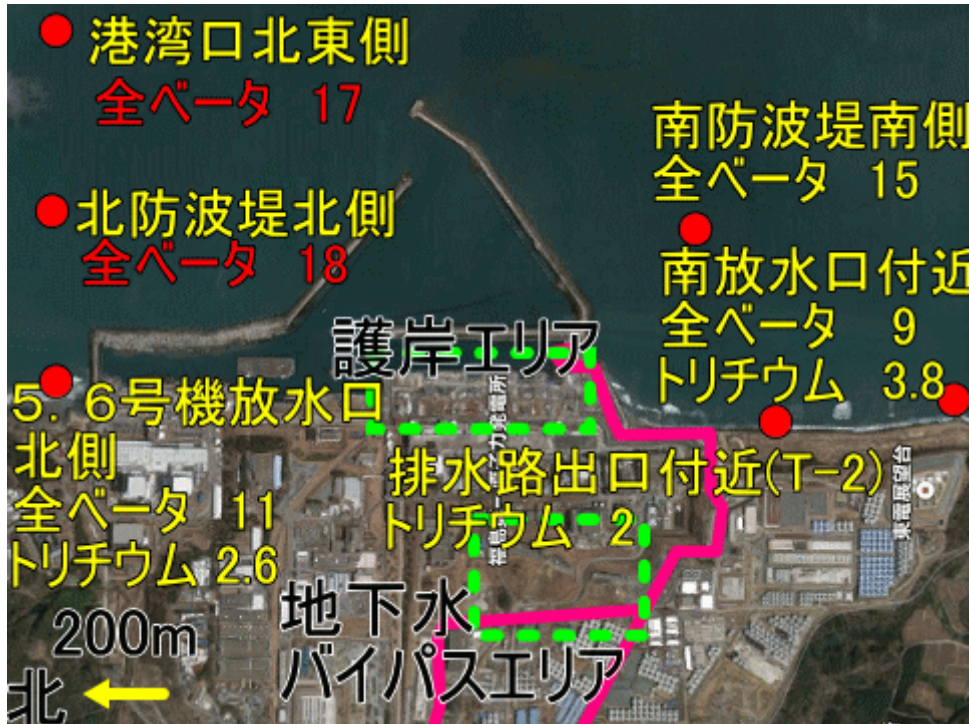 港湾口北東側
全ベータ 17
南防波堤南側
全ベータ 15
北防波堤北側
全ベータ 18
南放水口付近
全ベータ 9
トリチウム 3.8
護岸エリア
5.6号機放水口
北側
全ベータ 11
トリチウム 2.6
排水路出口付近(T-2)
トリチウム 2
東電展望台
地下水
バイパスエリア
200m
北